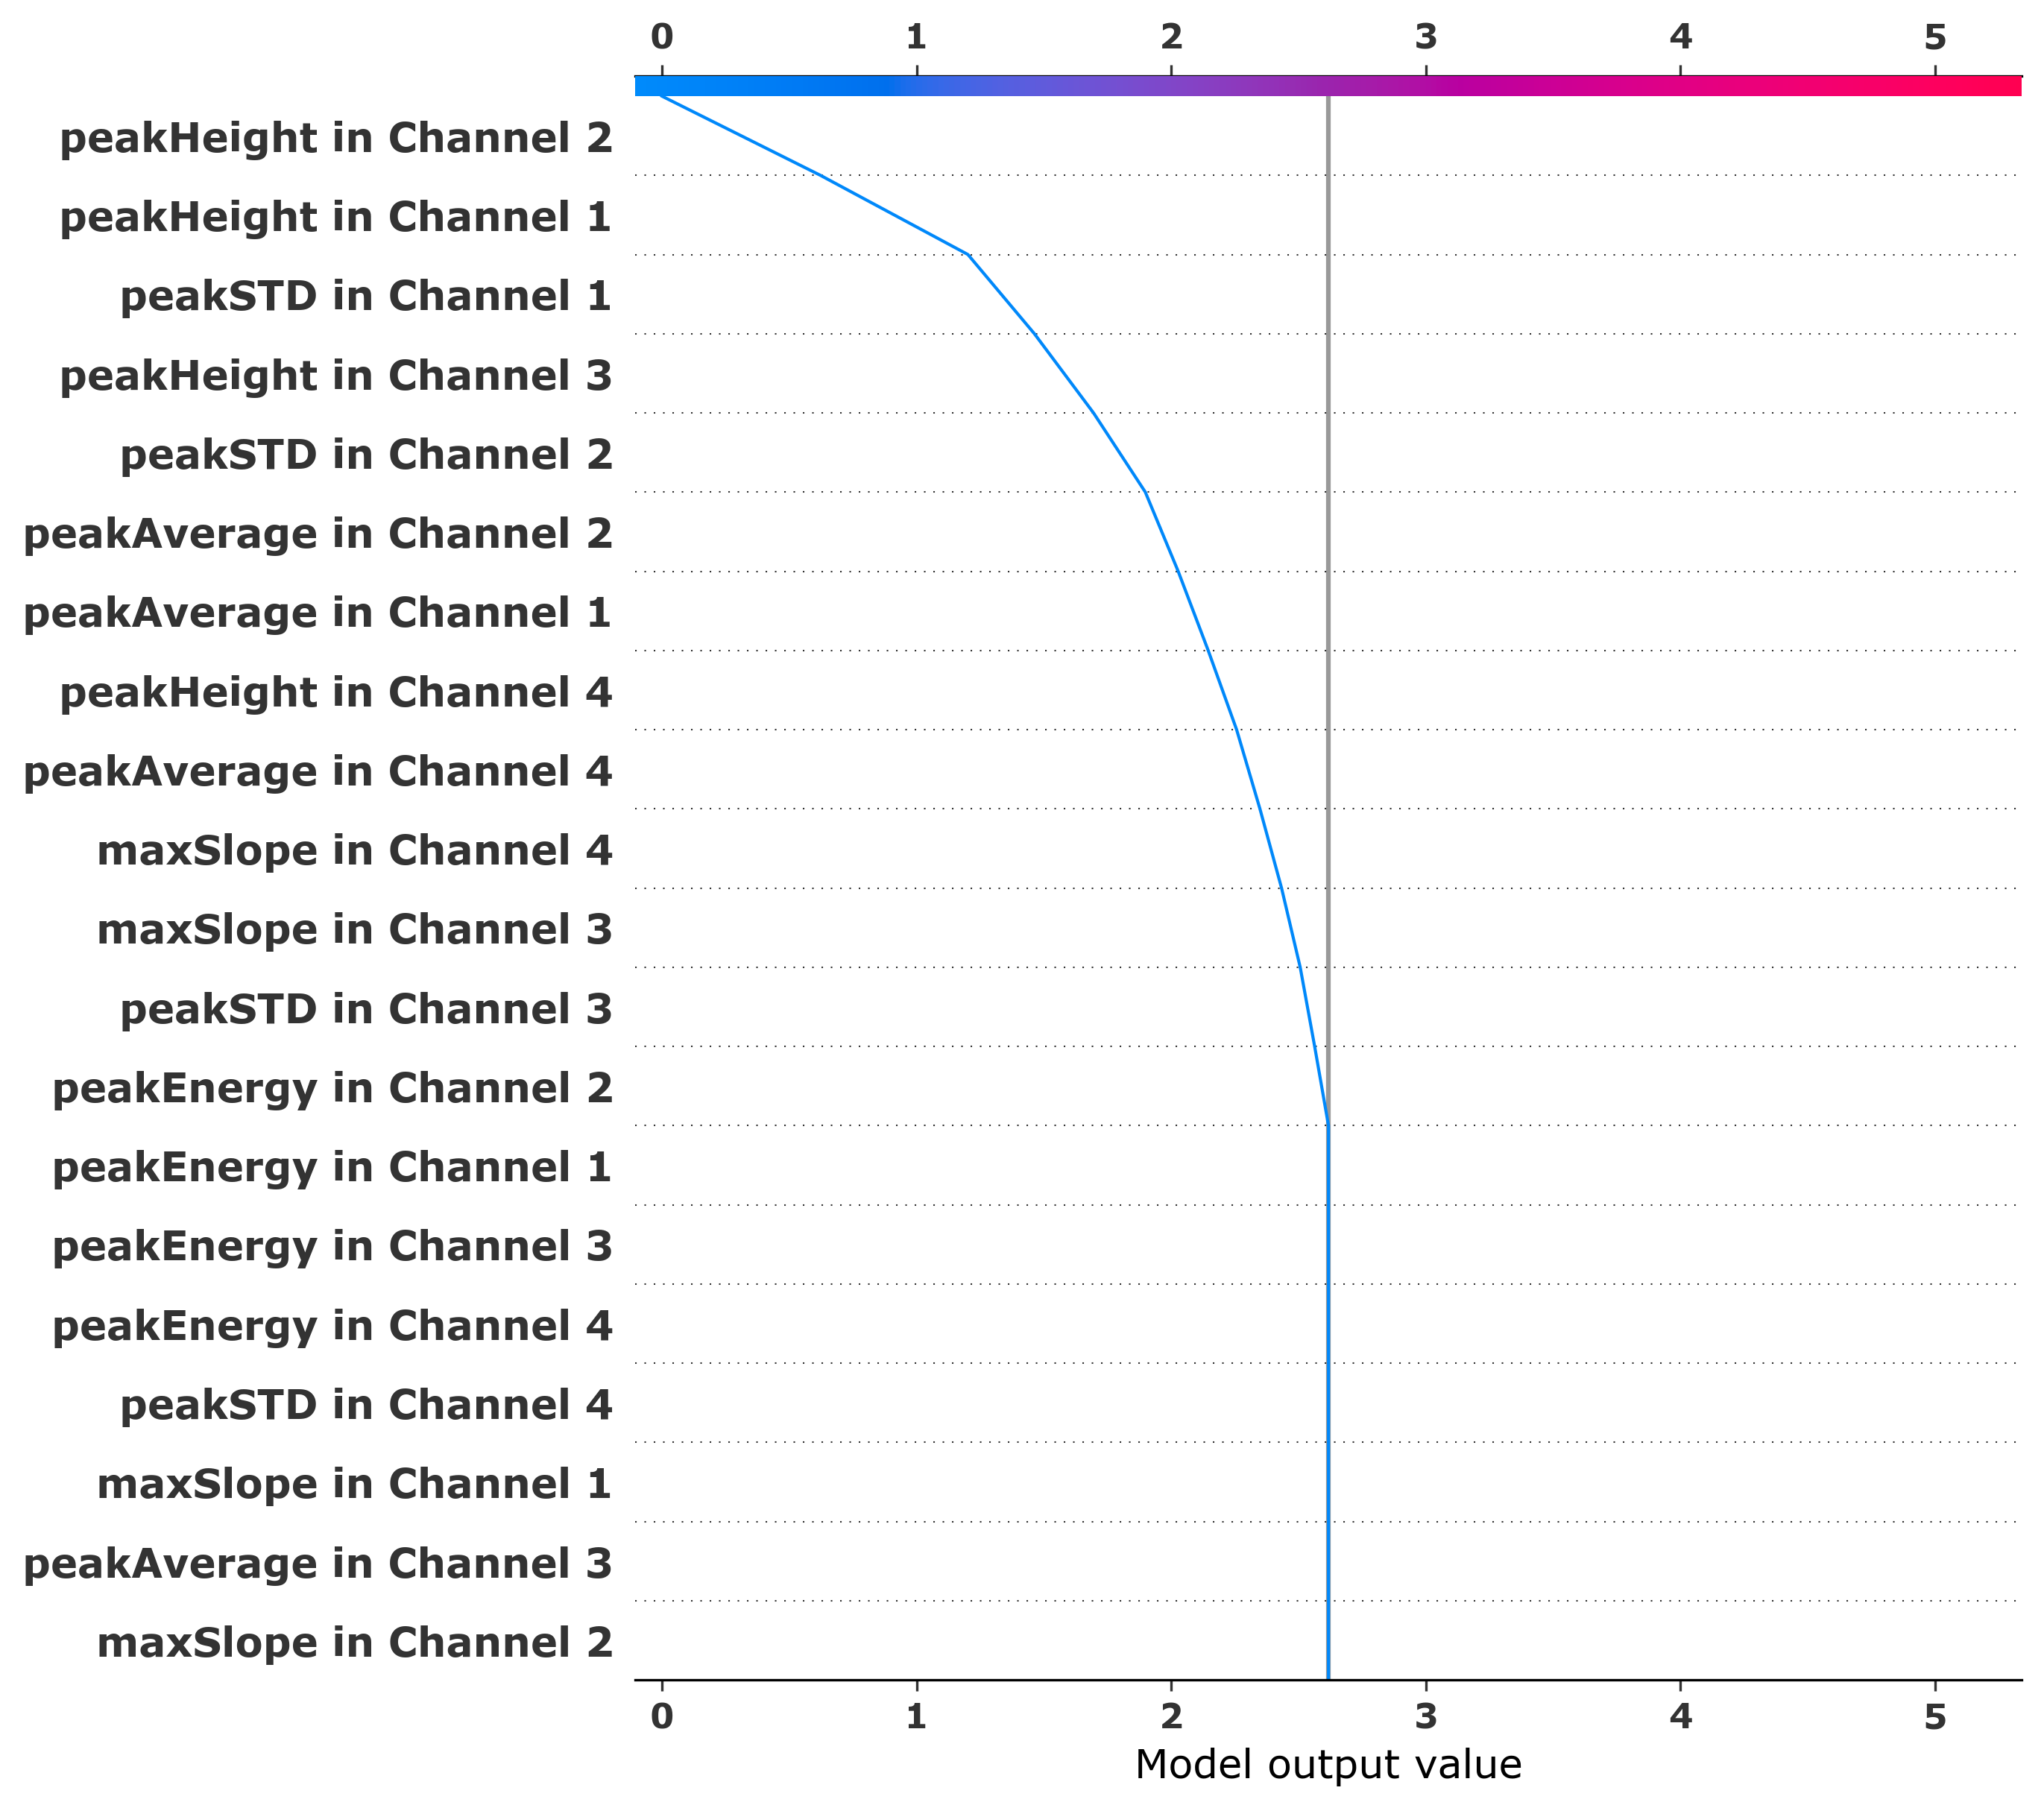 0 1 2 3 4 5
peakHeight in Channel 2
peakHeight in Channel 1
peakSTD in Channel 1
peakHeight in Channel 3
peakSTD in Channel 2
peakAverage in Channel 2
peakAverage in Channel 1
peakHeight in Channel 4
peakAverage in Channel 4
maxSlope in Channel 4
maxSlope in Channel 3
peakSTD in Channel 3
peakEnergy in Channel 2
peakEnergy in Channel 1
peakEnergy in Channel 3
peakEnergy in Channel 4
peakSTD in Channel 4
maxSlope in Channel 1
peakAverage in Channel 3
maxSlope in Channel 2
0 1 2 3 4 5
Model output value